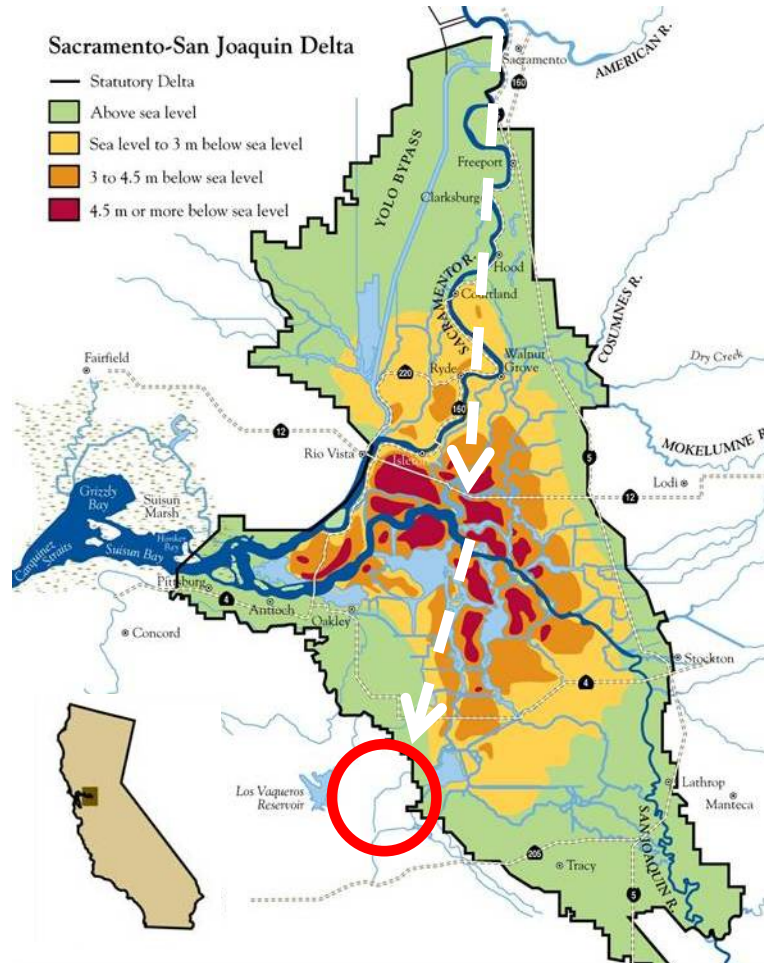 Sacramento-San Joaquin Delta
Statutory Delta
Above sea level
Sea level to 3 m below sea level
3 to 4.5 m below sea level
4.5 m or more below sea level
Sacramento
AMERICAN R.
160
YOLO BYPASS
Freeport
Clarksburg
Hood
SACRAMENTO R.
Courtland
COSUMNES R.
Walnut
Grove
Dry Creek
Fairfield
220
Ryde
160
MOKELUMNE R
12
Rio Vista
Isleton
5
Lodi
12
Grizzly
Bay
Suisun
Marsh
Honker
Bay
Suisun Bay
Carquinez
Straits
Pittsburg
4
Antioch
Oakley
Concord
Stockton
4
Los Vaqueros
Reservoir
Lathrop
Manteca
SAN JOAQUIN R.
205
Tracy
5